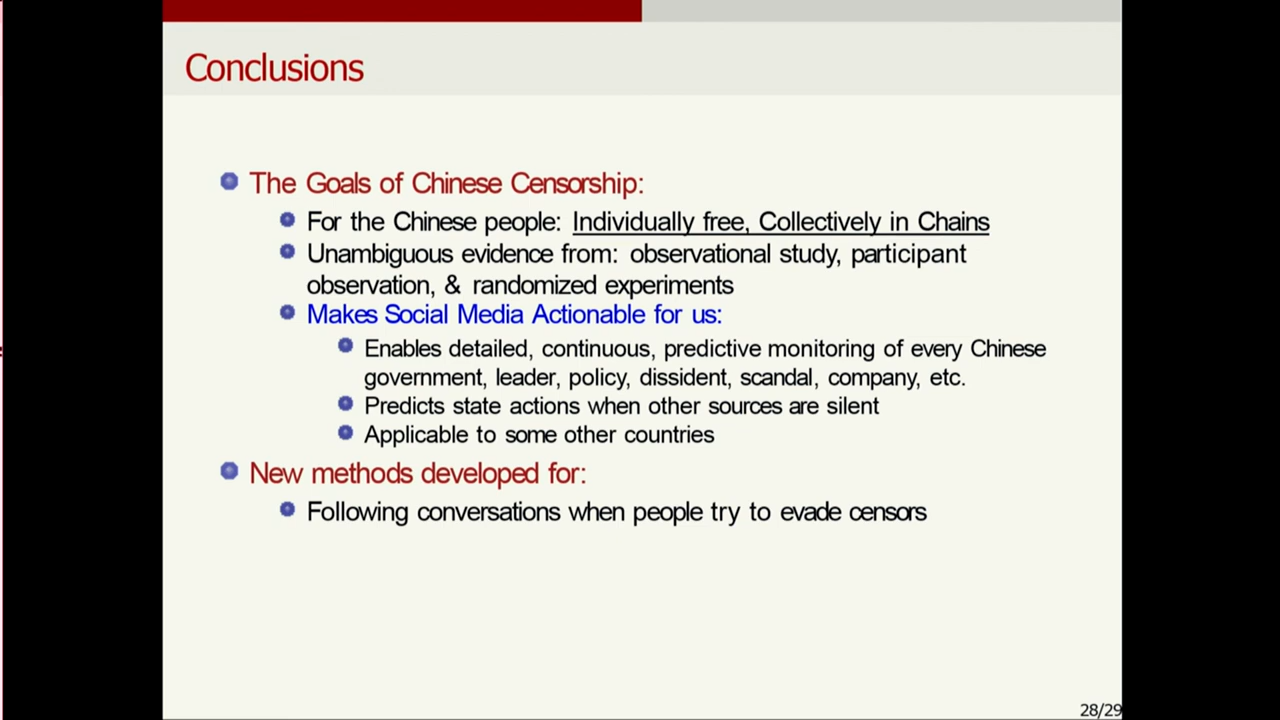 Conclusions
The Goals of Chinese Censorship:
For the Chinese people: Individually free, Collectively in Chains
Unambiguous evidence from: observational study, participant
observation, & randomized experiments
Makes Social Media Actionable for us:
Enables detailed, continuous, predictive monitoring of every Chinese
government, leader, policy, dissident, scandal, company, etc.
Predicts state actions when other sources are silent
Applicable to some other countries
New methods developed for:
Following conversations when people try to evade censors
28/29